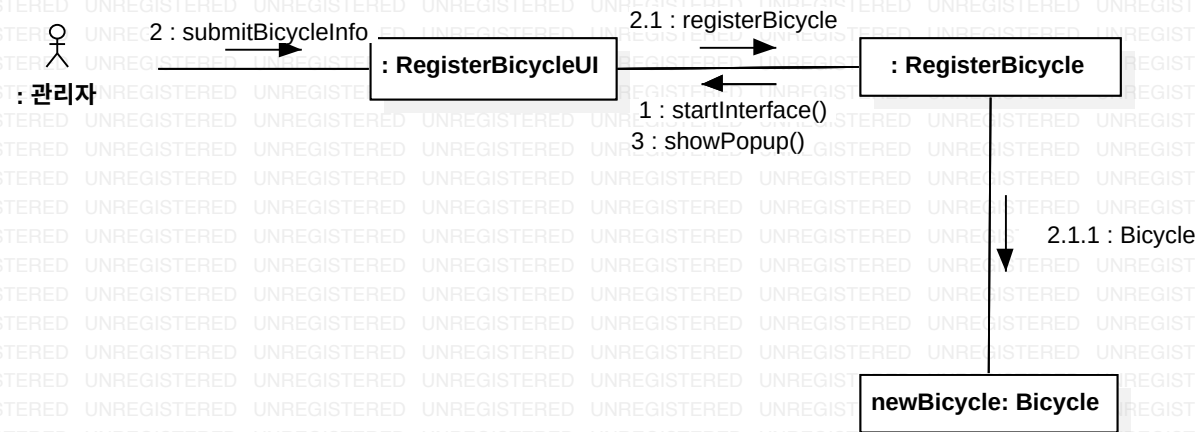 2 : submitBicycleInfo
2.1 : registerBicycle
: RegisterBicycleUI
: RegisterBicycle
: 관리자
1 : startInterface()
3 : showPopup()
2.1.1 : Bicycle
newBicycle: Bicycle
UNREGISTERED